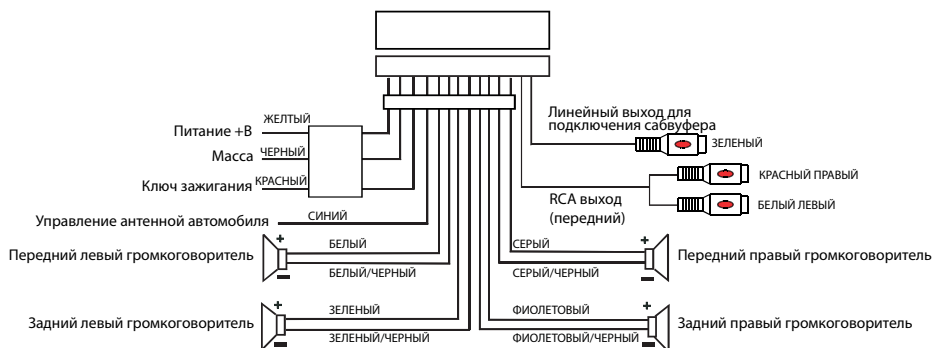 Линейный выход для
подключения сабвуфера
ЗЕЛЕНЫЙ
Питание +В
ЖЕЛТЫЙ
Масса
ЧЕРНЫЙ
Ключ зажигания
КРАСНЫЙ
КРАСНЫЙ ПРАВЫЙ
RCA выход
(передний)
БЕЛЫЙ ЛЕВЫЙ
Управление антенной автомобиля
СИНИЙ
Передний левый громкоговоритель
+
БЕЛЫЙ
БЕЛЫЙ/ЧЕРНЫЙ
СЕРЫЙ
СЕРЫЙ/ЧЕРНЫЙ
+
Передний правый громкоговоритель
Задний левый громкоговоритель
+
ЗЕЛЕНЫЙ
ЗЕЛЕНЫЙ/ЧЕРНЫЙ
ФИОЛЕТОВЫЙ
ФИОЛЕТОВЫЙ/ЧЕРНЫЙ
+
Задний правый громкоговоритель